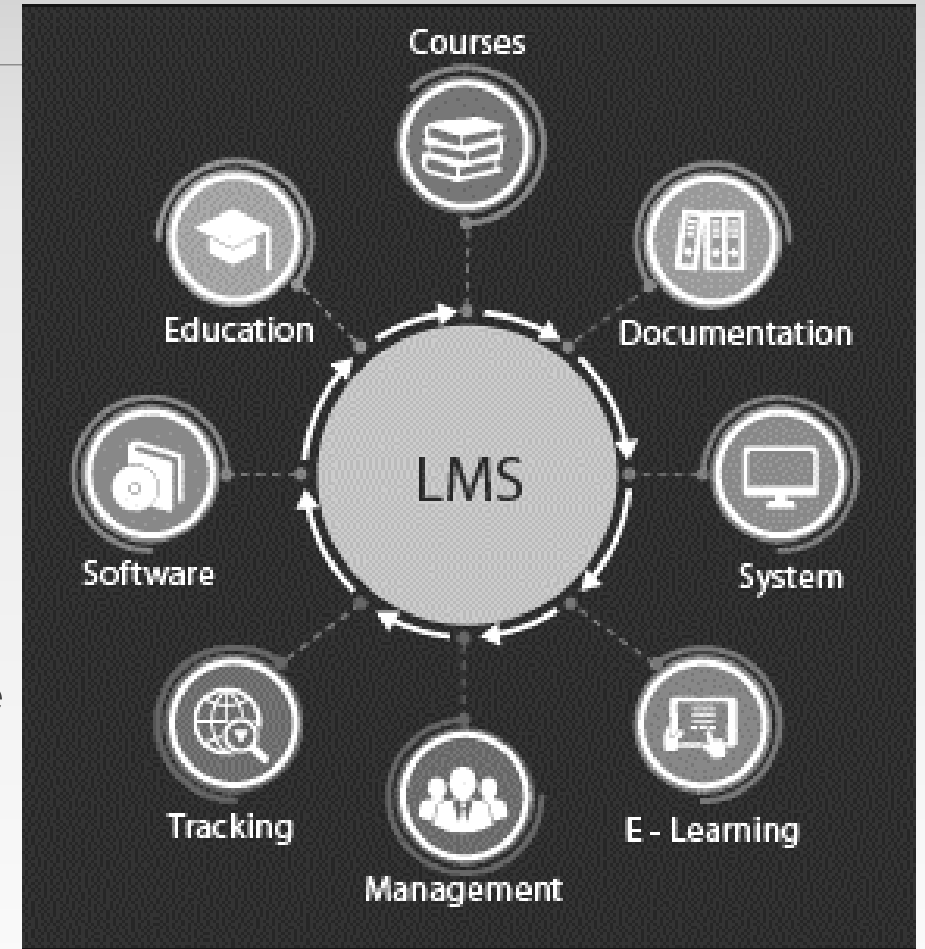 Courses
Education
Documentation
LMS
Software
System
Tracking
E - Learning
Management